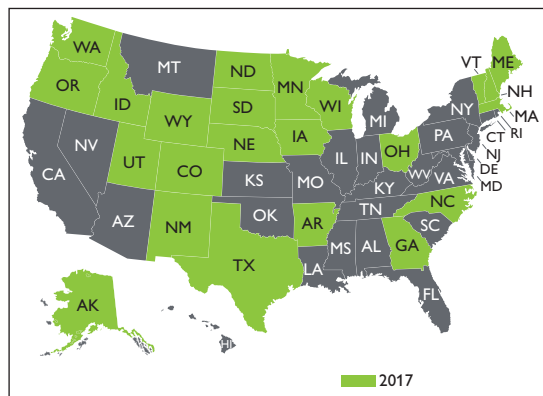 WA
OR
ID
MT
ND
MN
SD
WI
WY
NE
IA
MI
NY
VT
ME
NH
MA
RI
CT
NJ
DE
MD
PA
NV
CA
UT
CO
KS
MO
IL
IN
OH
WV
VA
KY
TN
NC
SC
AZ
NM
OK
AR
MS
AL
GA
LA
TX
FL
AK
HI
2017